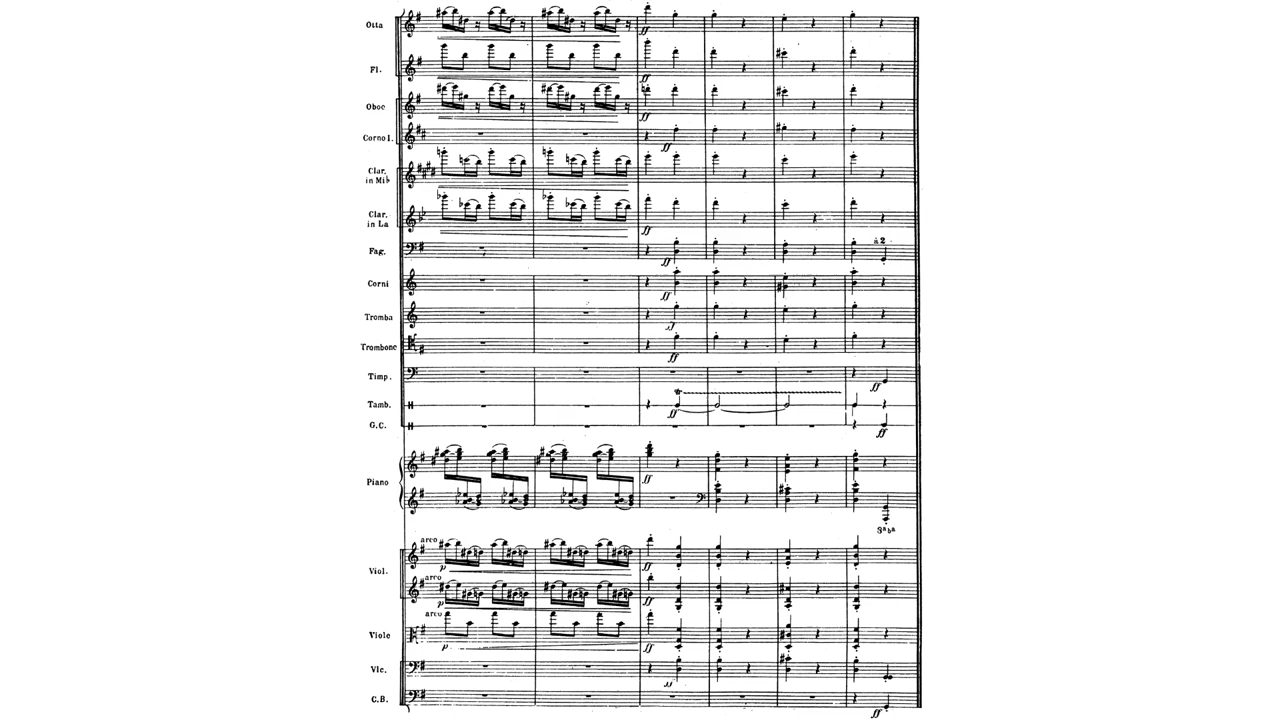 Otta
ff
Fl.
ff
Oboe
ff
Corno I.
ff
Clar.
in Mib
ff
Clar.
in La
ff
a 2
Fag.
ff
Corni
ff
Tromba
ff
Trombone
ff
Timp.
ff
Tamb.
ff
G.C.
ff
Piano
ff
8a ba
arco
Viol.
p ff
arco
p ff
arco
Viole
p ff
Vlc.
ff
C.B.
ff